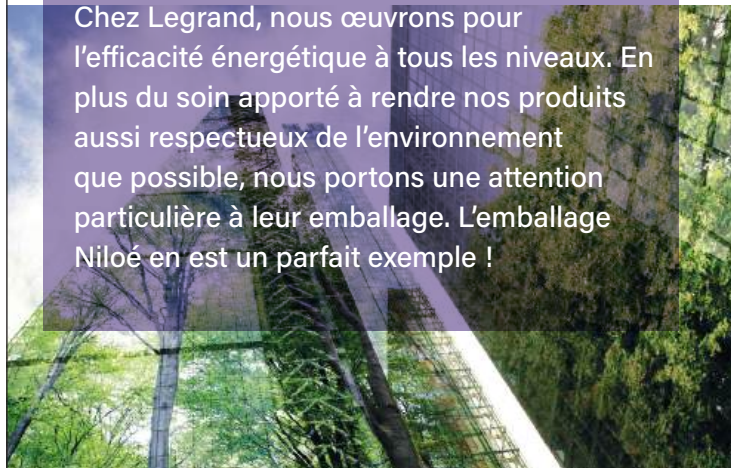 Chez Legrand, nous œuvrons pour
l’efficacité énergétique à tous les niveaux. En
plus du soin apporté à rendre nos produits
aussi respectueux de l’environnement
que possible, nous portons une attention
particulière à leur emballage. L’emballage
Niloé en est un parfait exemple !